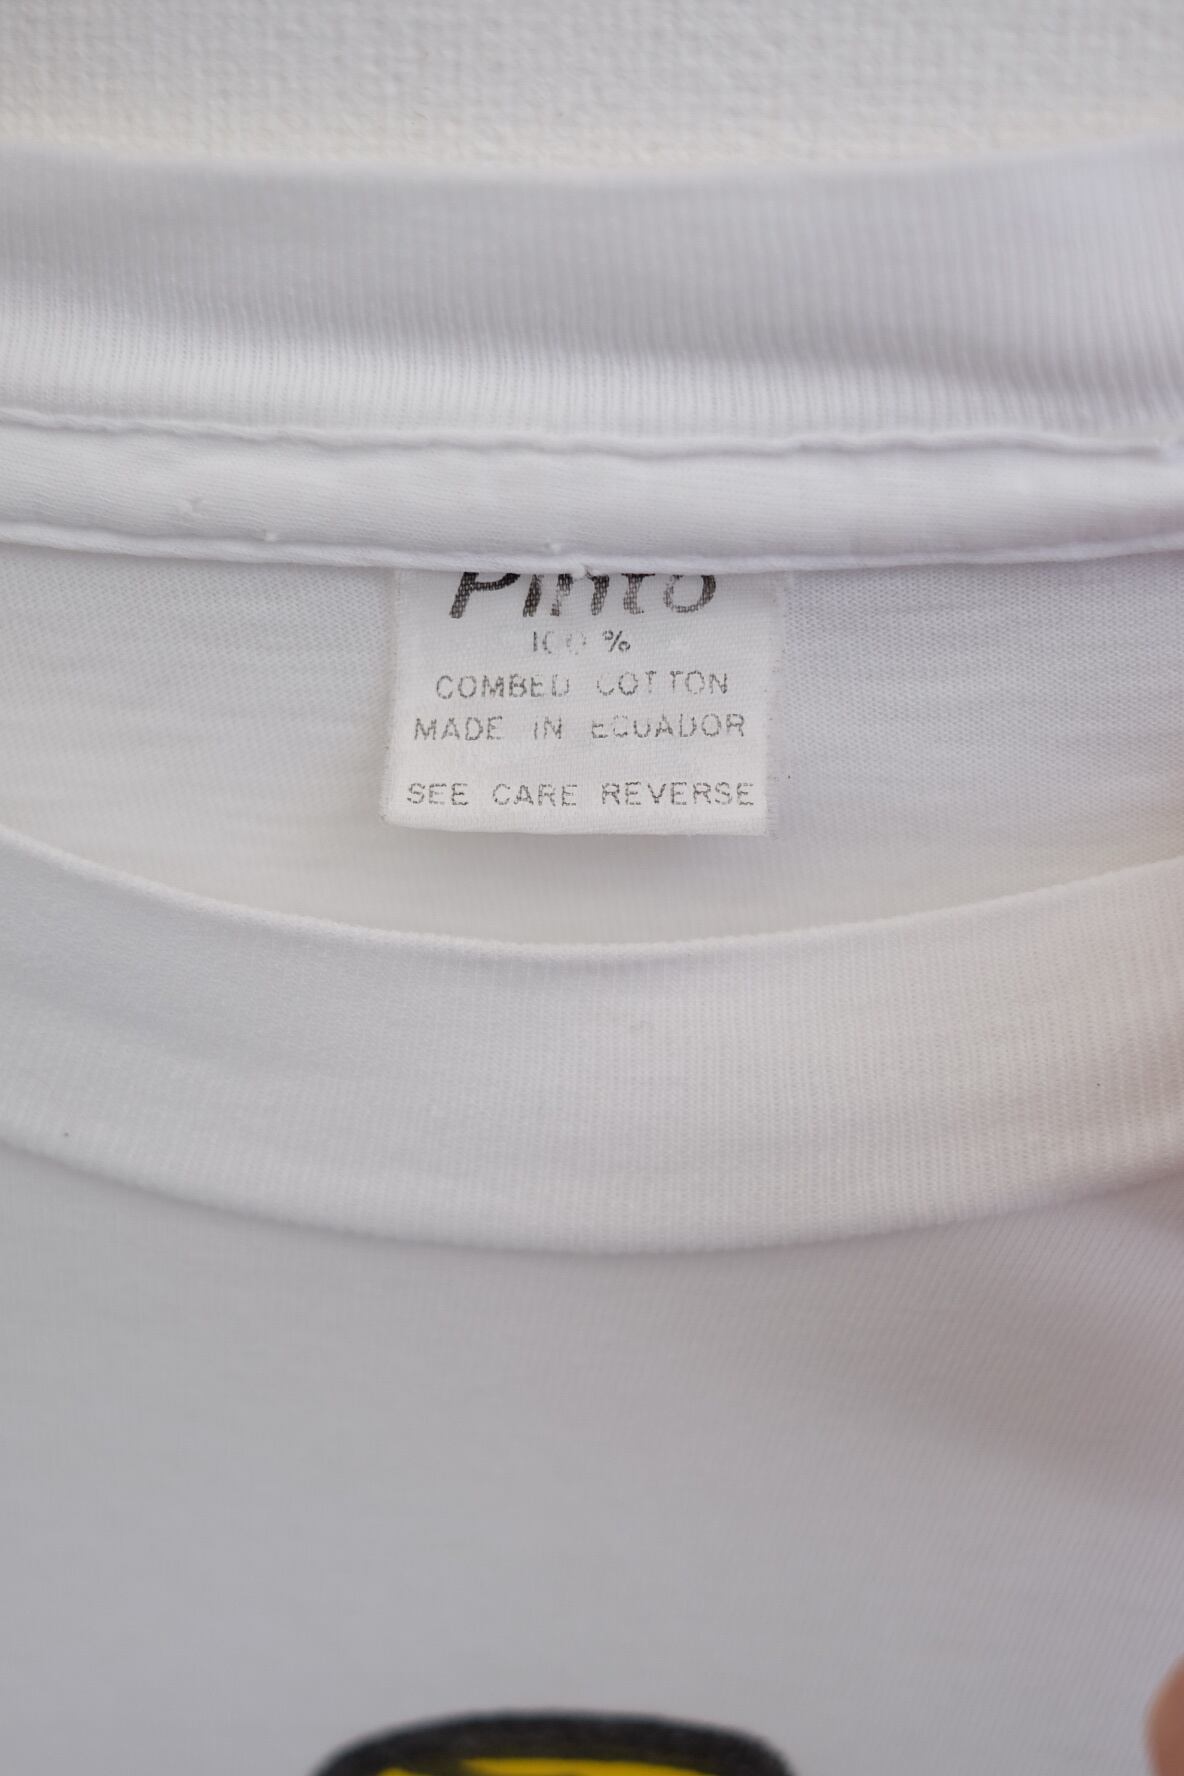 Pinto
100 %
COMBED COTTON
MADE IN ECUADOR
SEE CARE REVERSE